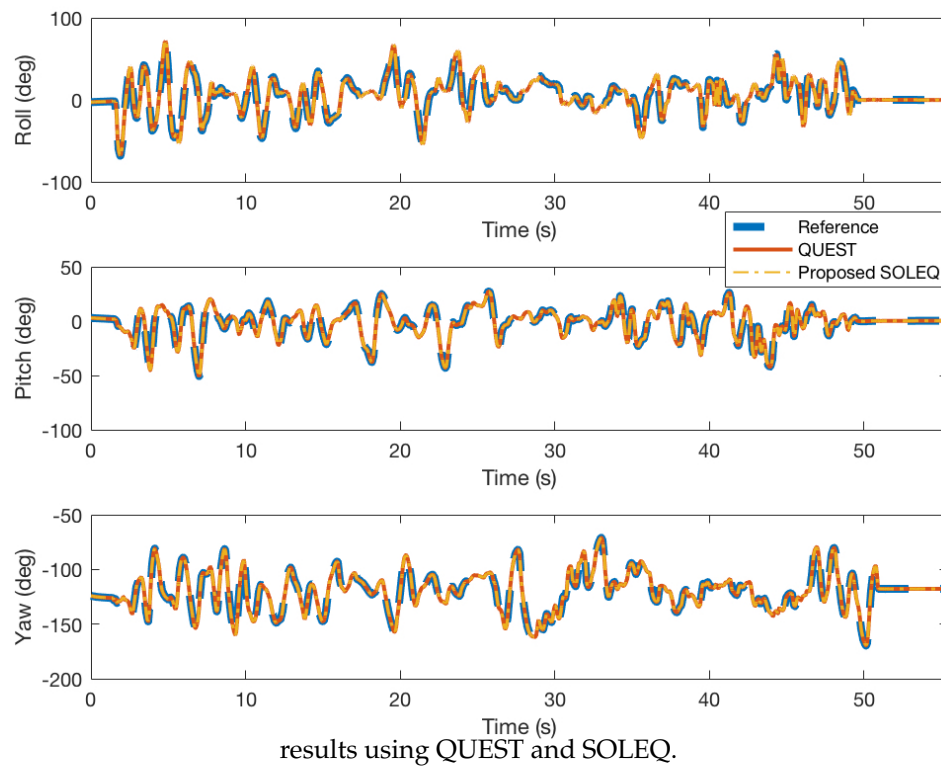 100
0
-100
Roll (deg)
0 10 20 30 40 50
Time (s)
Reference
QUEST
Proposed SOLEQ
50
0
-50
-100
Pitch (deg)
0 10 20 30 40 50
Time (s)
-50
-100
-150
-200
Yaw (deg)
0 10 20 30 40 50
Time (s)
results using QUEST and SOLEQ.